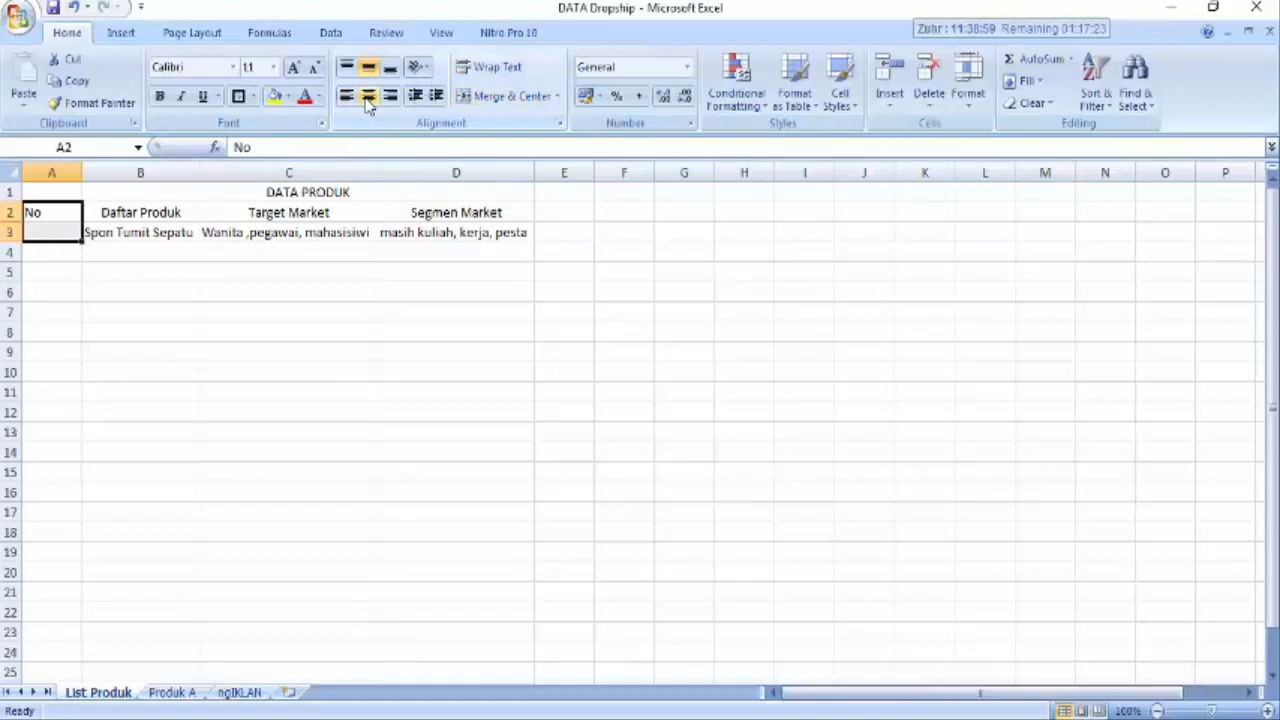 DATA Dropship - Microsoft Excel
Home Insert Page Layout Formulas Data Review View Nitro Pro 10
Zuhr : 11:38:59 Remaining 01:17:23
Paste Cut Copy Format Painter
Clipboard
Calibri 11
B I U
Font
Wrap Text
Merge & Center
Alignment
General
%
Number
Conditional Formatting Format as Table Cell Styles
Styles
Insert Delete Format
Cells
AutoSum
Fill
Clear
Sort & Filter Find & Select
Editing
A2 fx No
A B C D E F G H I J K L M N O P
1 DATA PRODUK
2 No Daftar Produk Target Market Segmen Market
3 Spon Tumit Sepatu Wanita ,pegawai, mahasisiwi masih kuliah, kerja, pesta
4
5
6
7
8
9
10
11
12
13
14
15
16
17
18
19
20
21
22
23
24
25
List Produk Produk A ngIKLAN
Ready 100%